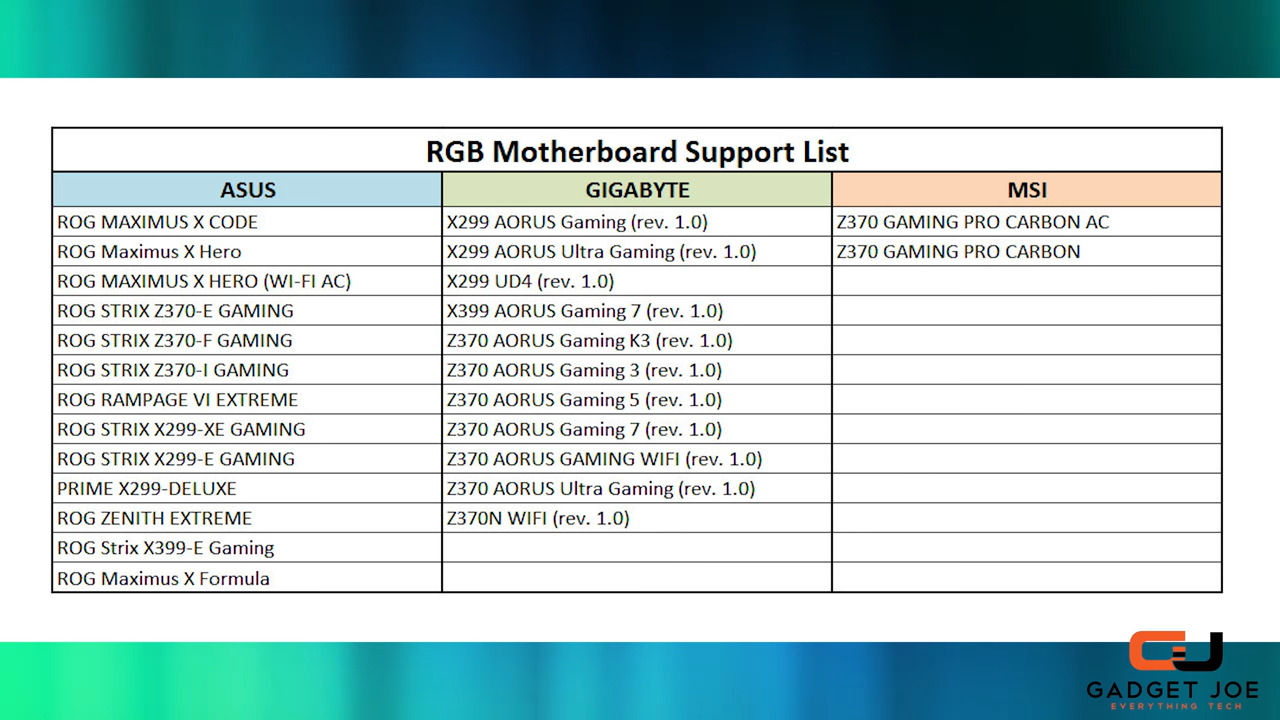 RGB Motherboard Support List
ASUS GIGABYTE MSI
ROG MAXIMUS X CODE X299 AORUS Gaming (rev. 1.0) Z370 GAMING PRO CARBON AC
ROG Maximus X Hero X299 AORUS Ultra Gaming (rev. 1.0) Z370 GAMING PRO CARBON
ROG MAXIMUS X HERO (WI-FI AC) X299 UD4 (rev. 1.0)
ROG STRIX Z370-E GAMING X399 AORUS Gaming 7 (rev. 1.0)
ROG STRIX Z370-F GAMING Z370 AORUS Gaming K3 (rev. 1.0)
ROG STRIX Z370-I GAMING Z370 AORUS Gaming 3 (rev. 1.0)
ROG RAMPAGE VI EXTREME Z370 AORUS Gaming 5 (rev. 1.0)
ROG STRIX X299-XE GAMING Z370 AORUS Gaming 7 (rev. 1.0)
ROG STRIX X299-E GAMING Z370 AORUS GAMING WIFI (rev. 1.0)
PRIME X299-DELUXE Z370 AORUS Ultra Gaming (rev. 1.0)
ROG ZENITH EXTREME Z370N WIFI (rev. 1.0)
ROG Strix X399-E Gaming
ROG Maximus X Formula
GADGET JOE
EVERYTHING TECH